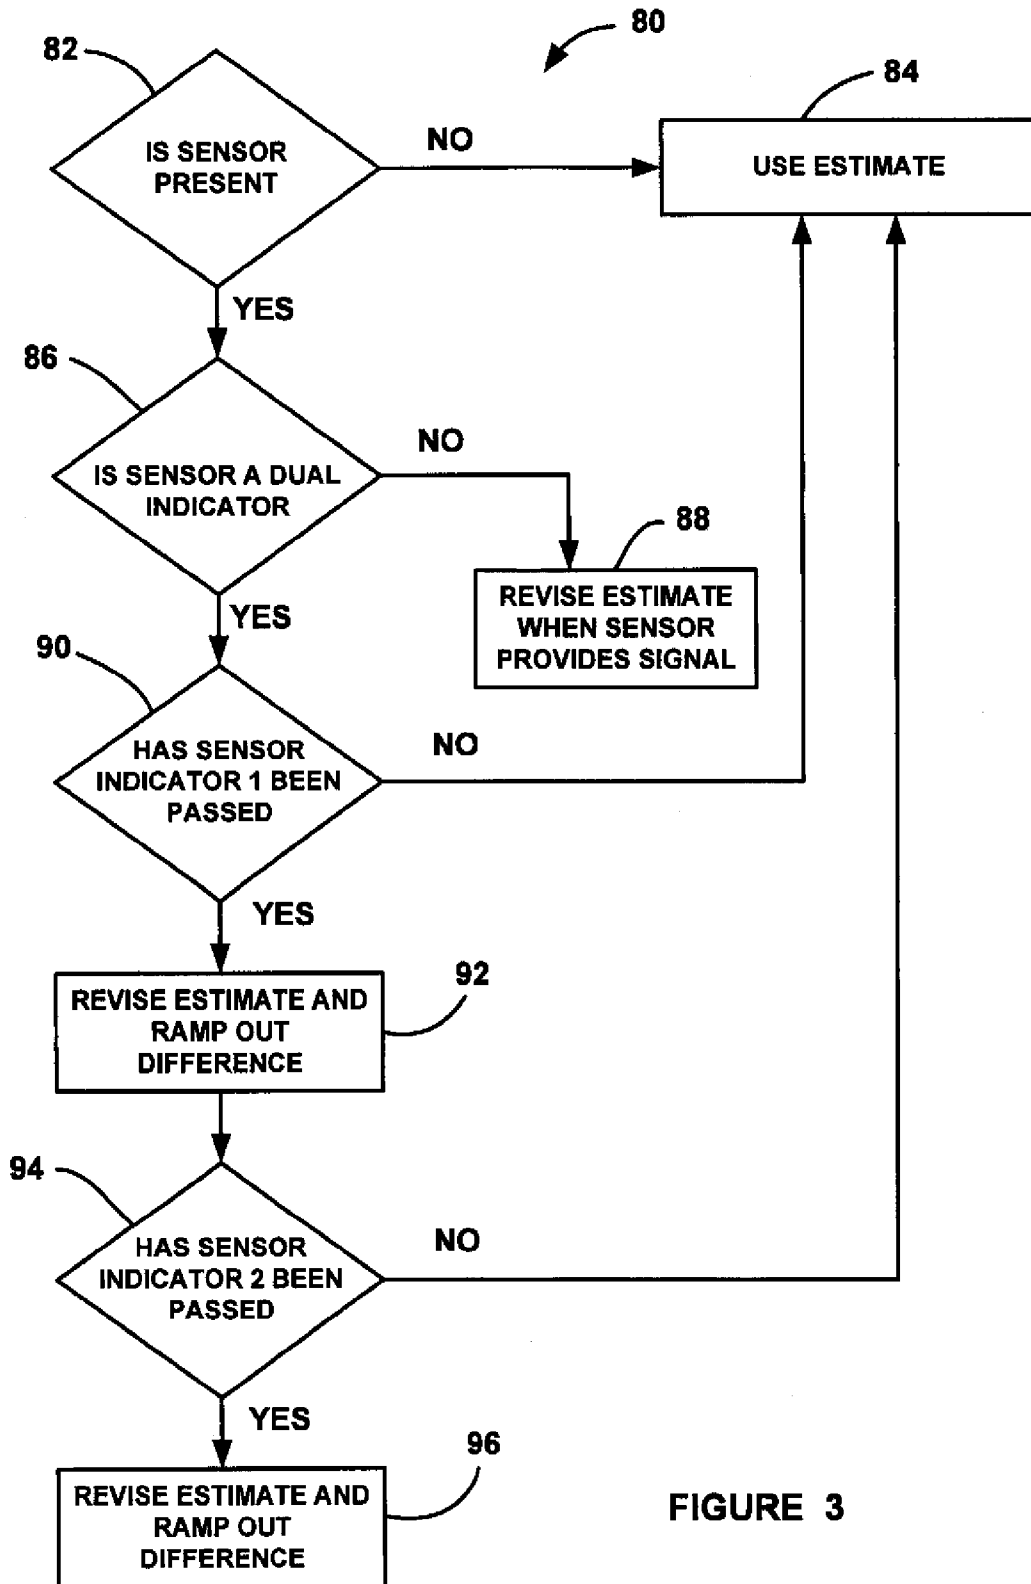 80
82
84
IS SENSOR
PRESENT
NO
USE ESTIMATE
YES
86
IS SENSOR A DUAL
INDICATOR
NO
88
REVISE ESTIMATE
WHEN SENSOR
PROVIDES SIGNAL
YES
90
HAS SENSOR
INDICATOR 1 BEEN
PASSED
NO
YES
92
REVISE ESTIMATE AND
RAMP OUT
DIFFERENCE
94
HAS SENSOR
INDICATOR 2 BEEN
PASSED
NO
YES
96
REVISE ESTIMATE AND
RAMP OUT
DIFFERENCE
FIGURE 3